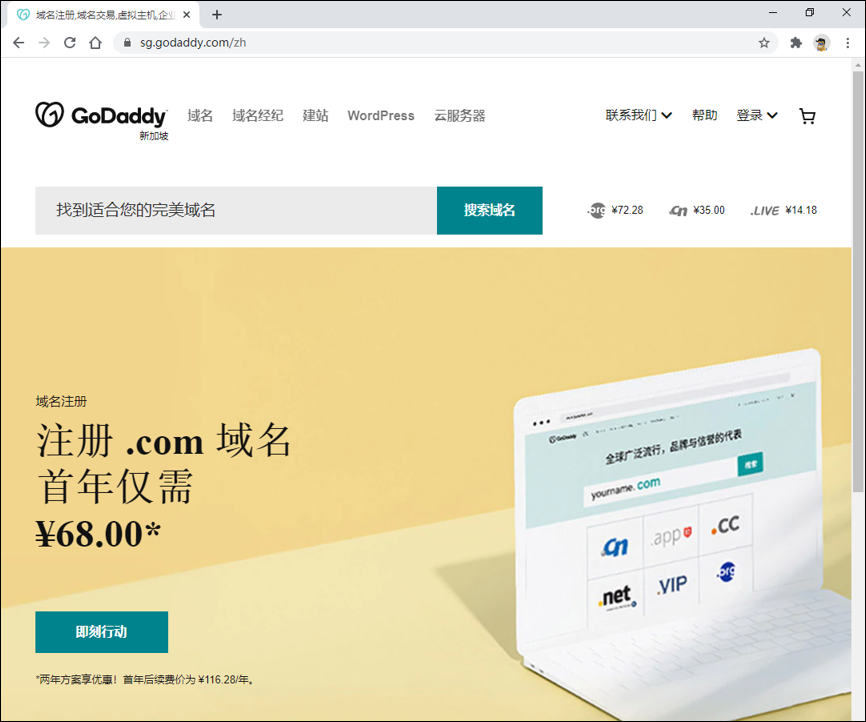 域名注册,域名交易,虚拟主机,企业
sg.godaddy.com/zh
GoDaddy
新加坡
域名 域名经纪 建站 WordPress 云服务器
联系我们 帮助 登录
找到适合您的完美域名
搜索域名
.org ¥72.28 .cn ¥35.00 .LIVE ¥14.18
域名注册
注册 .com 域名
首年仅需
¥68.00*
即刻行动
*两年方案享优惠！首年后续费价为 ¥116.28/年。
GoDaddy
全球广泛流行，品牌与信誉的代表
yourname.com
搜索
.cn .app .CC
.net .VIP .org